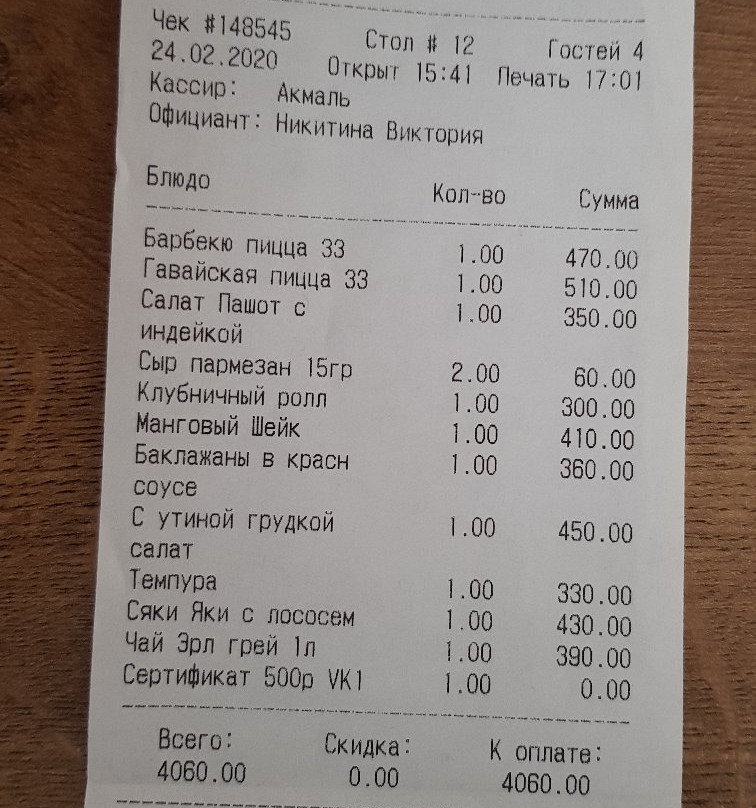 Чек #148545 Стол # 12 Гостей 4
24.02.2020 Открыт 15:41 Печать 17:01
Кассир: Акмаль
Официант: Никитина Виктория
Блюдо Кол-во Сумма
Барбекю пицца 33 1.00 470.00
Гавайская пицца 33 1.00 510.00
Салат Пашот с 1.00 350.00
индейкой
Сыр пармезан 15гр 2.00 60.00
Клубничный ролл 1.00 300.00
Манговый Шейк 1.00 410.00
Баклажаны в красн 1.00 360.00
соусе
С утиной грудкой 1.00 450.00
салат
Темпура 1.00 330.00
Сяки Яки с лососем 1.00 430.00
Чай Эрл грей 1л 1.00 390.00
Сертификат 500р VK1 1.00 0.00
Всего: Скидка: К оплате:
4060.00 0.00 4060.00